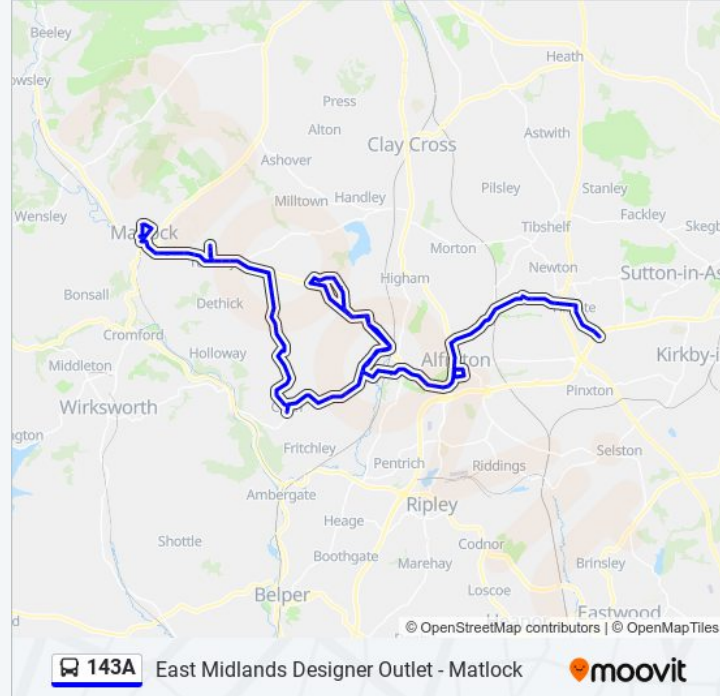 Beeley
owsley
Heath
Press
Alton
Astwith
Clay Cross
Ashover
Pilsley
Stanley
Milltown
Handley
Wensley
Fackley
Skegb
Tibshelf
Matlock
Morton
Newton
Sutton-in-As
Higham
Bonsall
Dethick
Cromford
Holloway
Alfreton
Kirkby-i
Middleton
Pinxton
Wirksworth
Crich
Fritchley
Selston
Pentrich
Riddings
Ambergate
Ripley
Heage
Shottle
Codnor
Boothgate
Marehay
Brinsley
Loscoe
Belper
Eastwood
© OpenStreetMap contributors | © OpenMapTiles
143A East Midlands Designer Outlet - Matlock
moovit